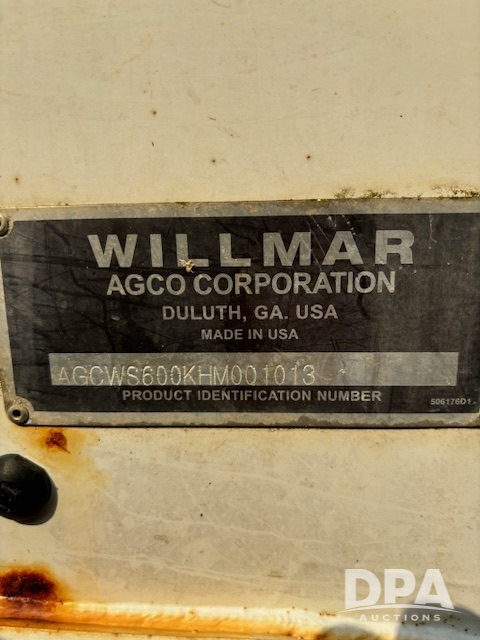 WILLMAR
AGCO CORPORATION
DULUTH, GA. USA
MADE IN USA
AGCWS600KHM001013
PRODUCT IDENTIFICATION NUMBER
506176D1
DPA
AUCTIONS